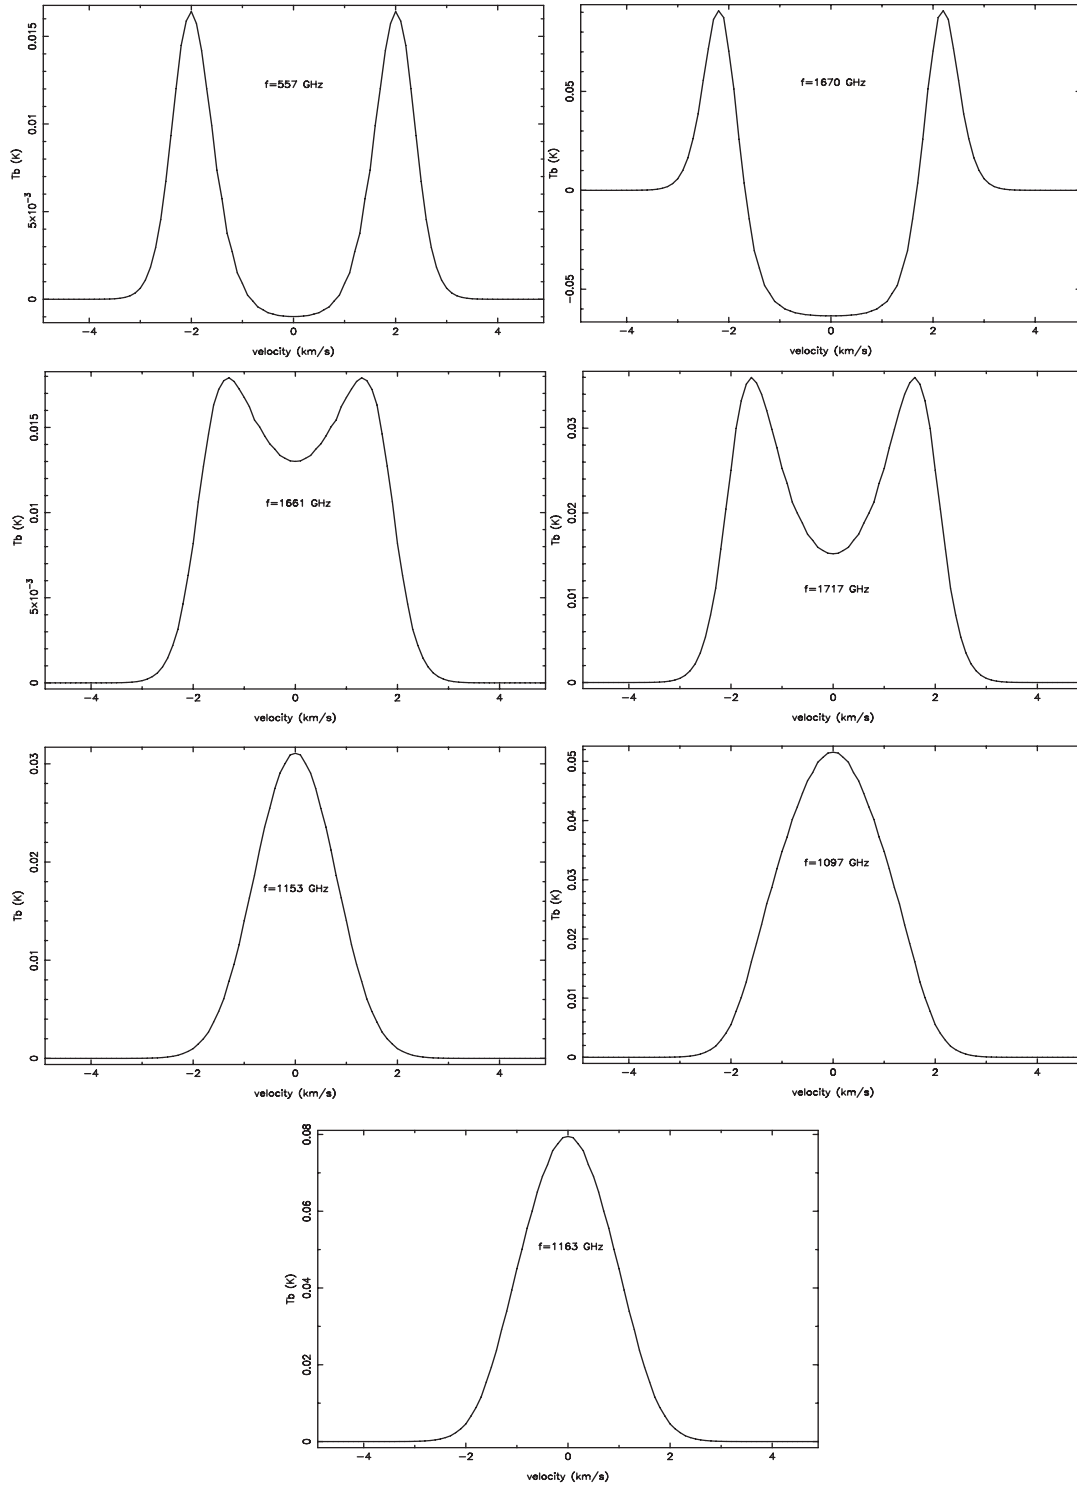 0.015
0.01
5×10⁻³
0
Tb (K)
f=557 GHz
−4 −2 0 2 4
velocity (km/s)
0.05
0
−0.05
Tb (K)
f=1670 GHz
−4 −2 0 2 4
velocity (km/s)
0.015
0.01
5×10⁻³
0
Tb (K)
f=1661 GHz
−4 −2 0 2 4
velocity (km/s)
0.03
0.02
0.01
0
Tb (K)
f=1717 GHz
−4 −2 0 2 4
velocity (km/s)
0.03
0.02
0.01
0
Tb (K)
f=1153 GHz
−4 −2 0 2 4
velocity (km/s)
0.05
0.04
0.03
0.02
0.01
0
Tb (K)
f=1097 GHz
−4 −2 0 2 4
velocity (km/s)
0.08
0.06
0.04
0.02
0
Tb (K)
f=1163 GHz
−4 −2 0 2 4
velocity (km/s)